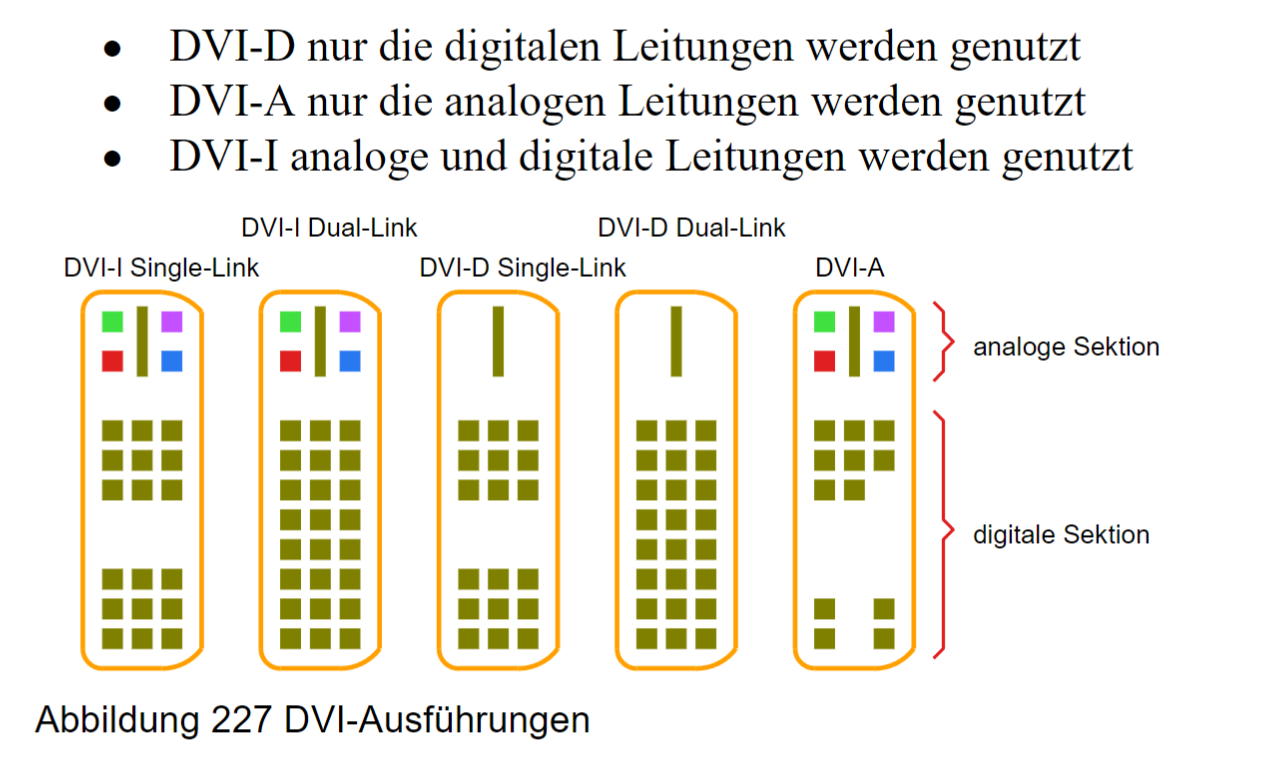 • DVI-D nur die digitalen Leitungen werden genutzt
• DVI-A nur die analogen Leitungen werden genutzt
• DVI-I analoge und digitale Leitungen werden genutzt
DVI-I Dual-Link DVI-D Dual-Link
DVI-I Single-Link DVI-D Single-Link DVI-A
analoge Sektion
digitale Sektion
Abbildung 227 DVI-Ausführungen